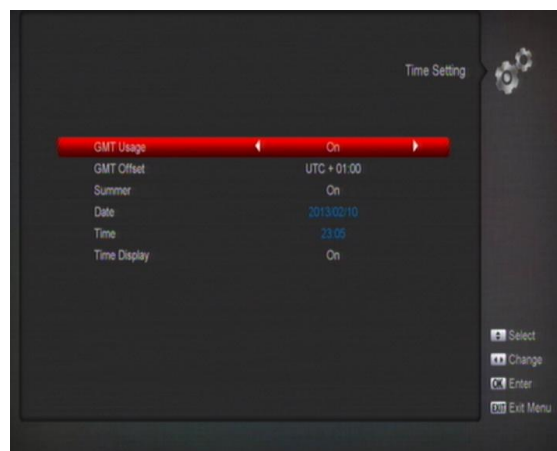 Time Setting
GMT Usage On
GMT Offset UTC + 01:00
Summer On
Date 2013/02/10
Time 23:05
Time Display On
Select
Change
OK Enter
EXIT Exit Menu